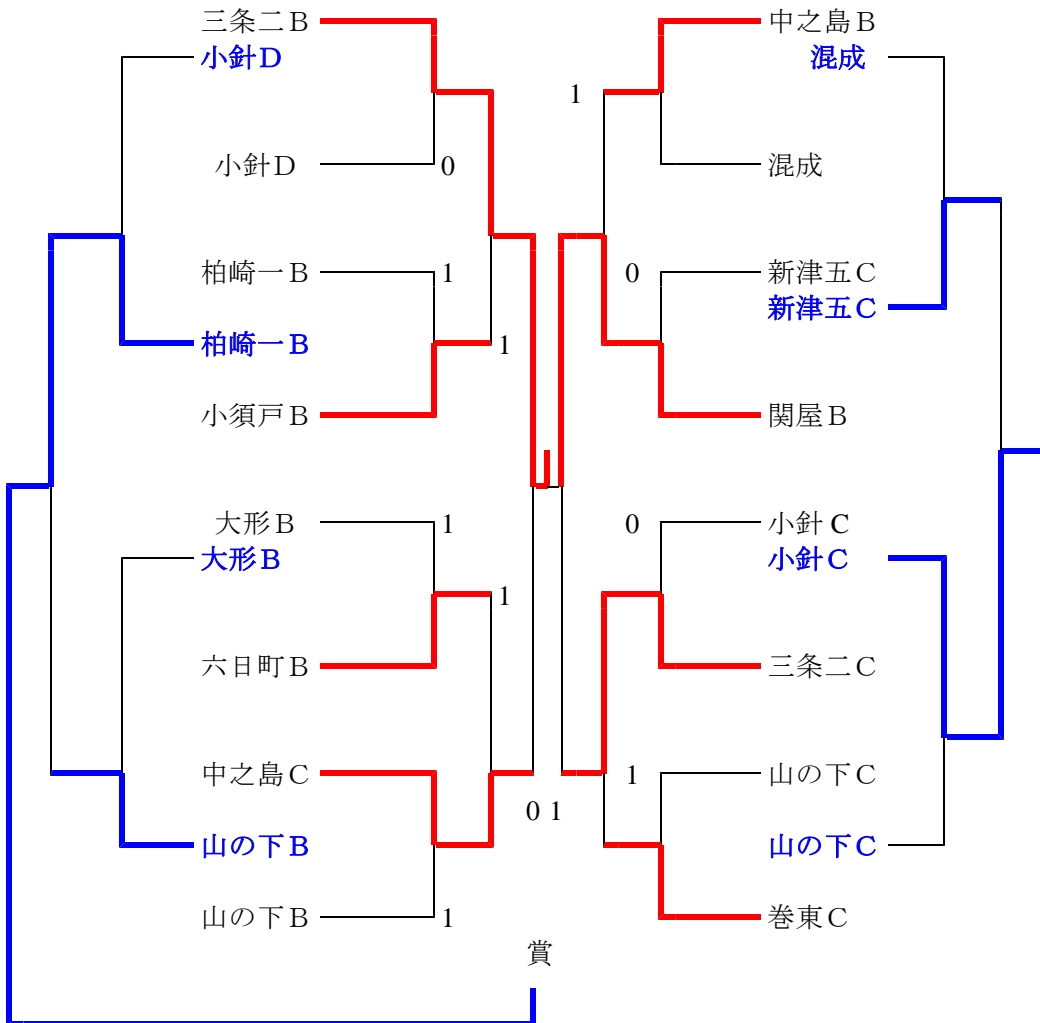 三条二Ｂ
小針Ｄ
0
小針Ｄ
柏崎一Ｂ
1
柏崎一Ｂ
1
小須戸Ｂ
大形Ｂ
1
大形Ｂ
1
六日町Ｂ
中之島Ｃ
山の下Ｂ
山の下Ｂ
1
0 1
賞
中之島Ｂ
混成
1
混成
0
新津五Ｃ
新津五Ｃ
関屋Ｂ
0
小針Ｃ
小針Ｃ
三条二Ｃ
1
山の下Ｃ
山の下Ｃ
巻東Ｃ